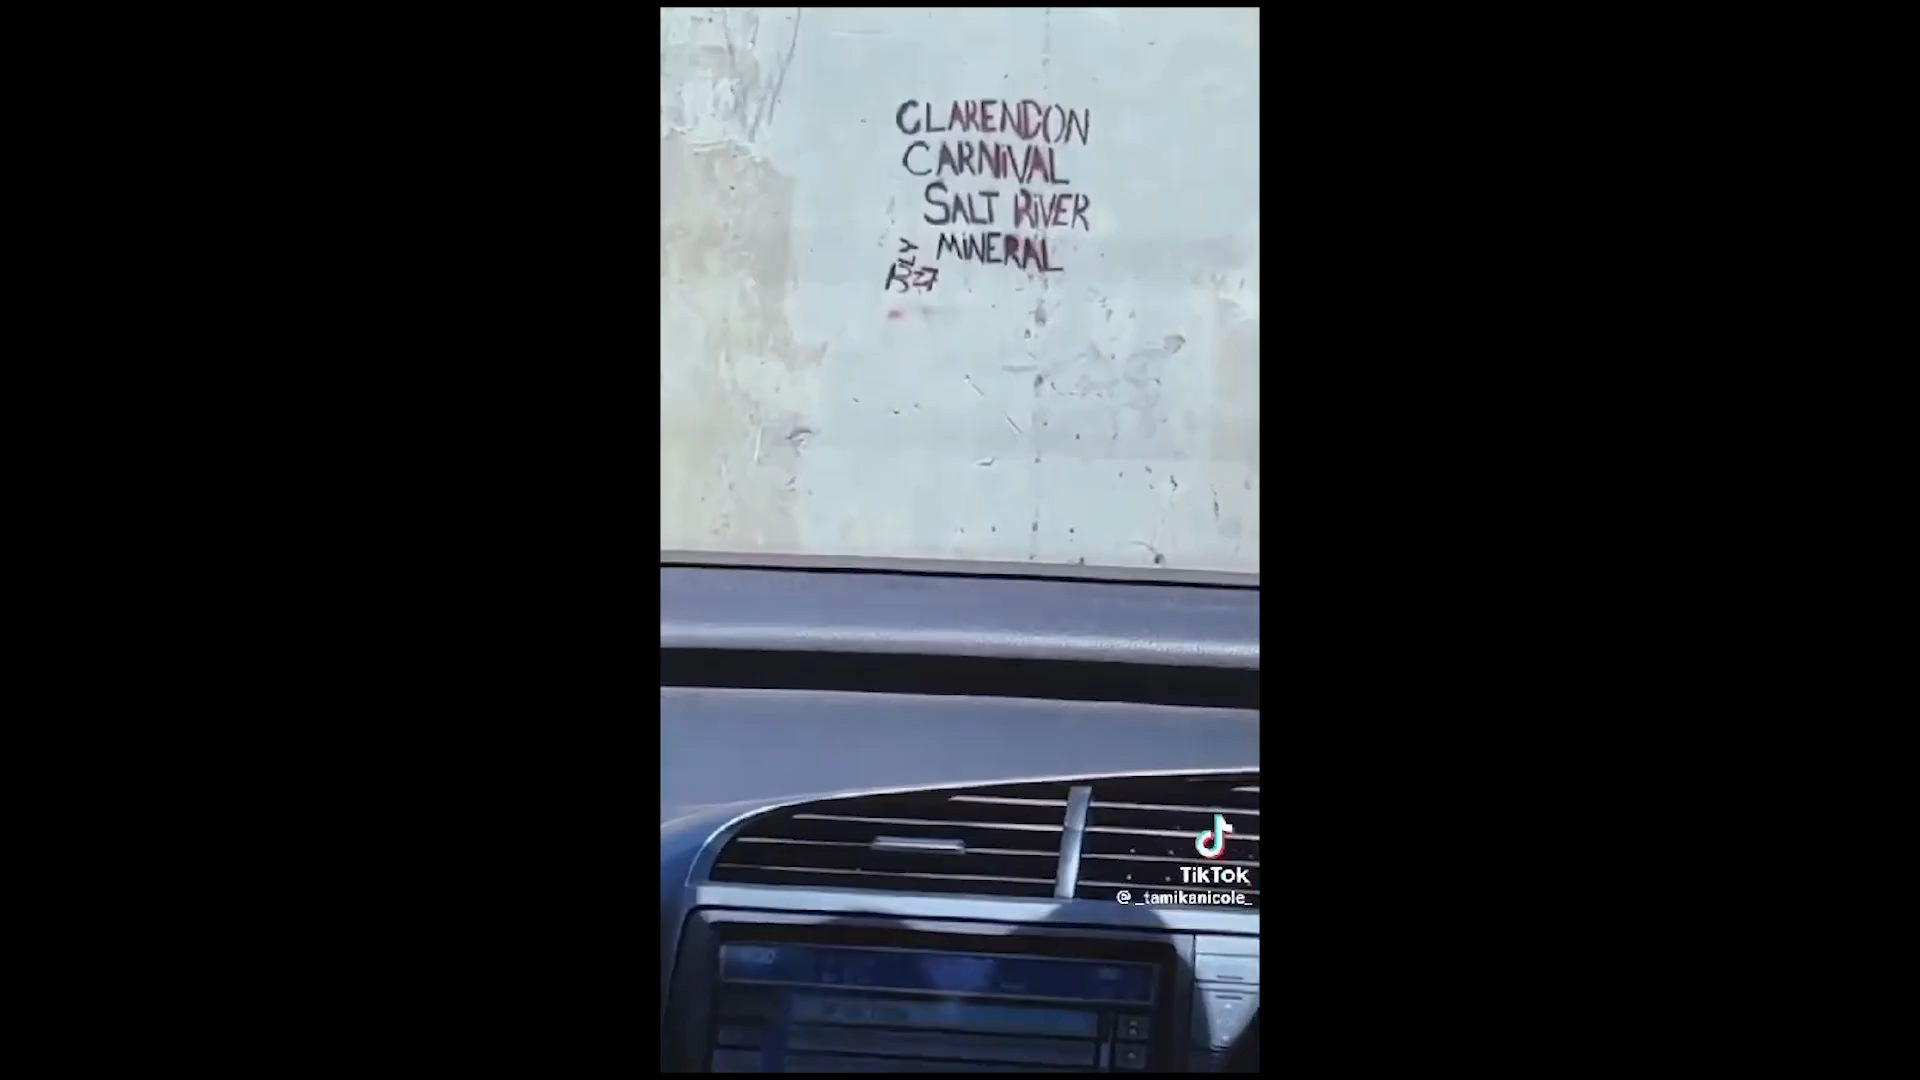 CLARENDON
CARNiVAL
SALT RiVER
MiNERAL
TikTok
@_tamikanicole_